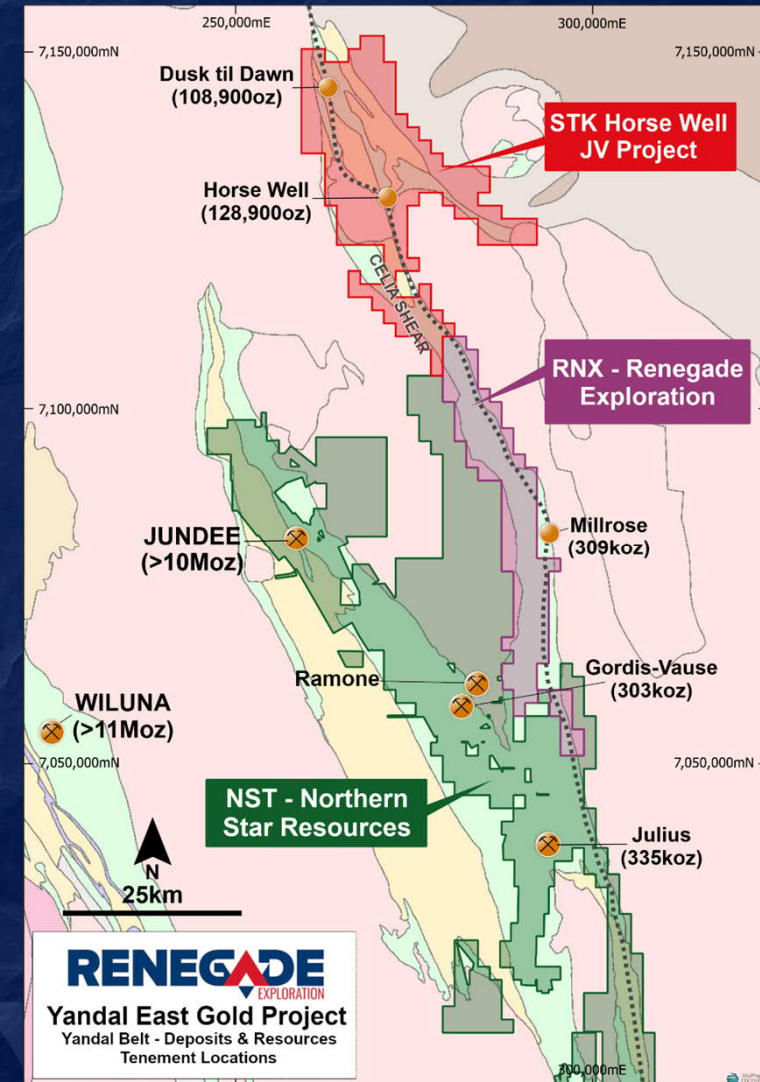 250,000mE
300,000mE
7,150,000mN
7,150,000mN
Dusk til Dawn
(108,900oz)
STK Horse Well
JV Project
Horse Well
(128,900oz)
CELIA SHEAR
RNX - Renegade
Exploration
7,100,000mN
JUNDEE
(>10Moz)
Millrose
(309koz)
Ramone
Gordis-Vause
(303koz)
WILUNA
(>11Moz)
7,050,000mN
7,050,000mN
NST - Northern
Star Resources
Julius
(335koz)
N
25km
RENEGADE
EXPLORATION
Yandal East Gold Project
Yandal Belt - Deposits & Resources
Tenement Locations
300,000mE